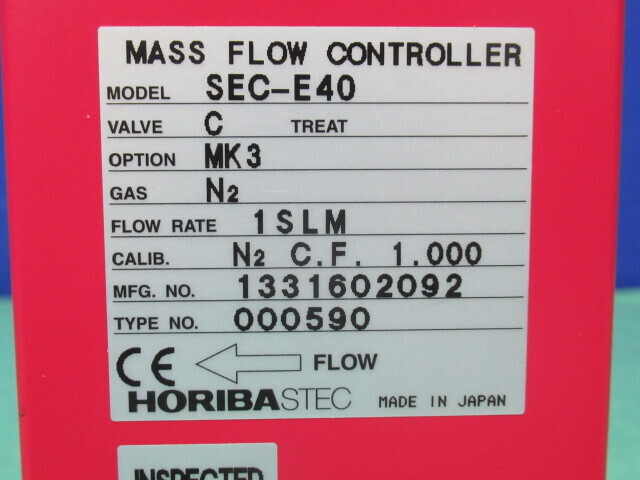 MASS FLOW CONTROLLER
MODEL SEC-E40
VALVE C TREAT
OPTION MK3
GAS N2
FLOW RATE 1SLM
CALIB. N2 C.F. 1.000
MFG. NO. 1331602092
TYPE NO. 000590
CE FLOW
HORIBASTEC MADE IN JAPAN
INSPECTED